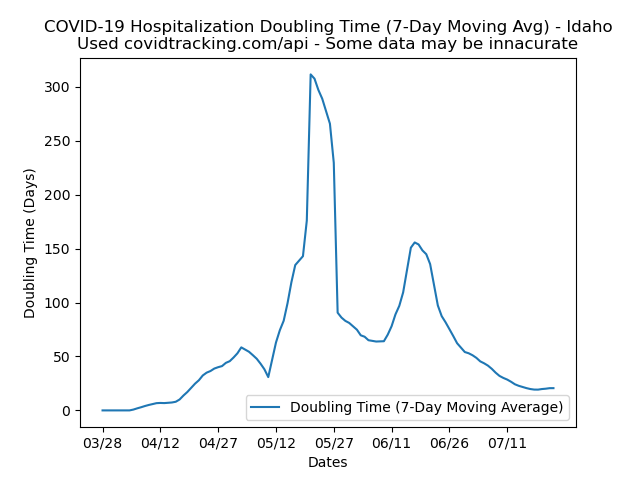 COVID-19 Hospitalization Doubling Time (7-Day Moving Avg) - Idaho
Used covidtracking.com/api - Some data may be innacurate
300
250
200
150
100
50
0
Doubling Time (Days)
Doubling Time (7-Day Moving Average)
03/28 04/12 04/27 05/12 05/27 06/11 06/26 07/11
Dates